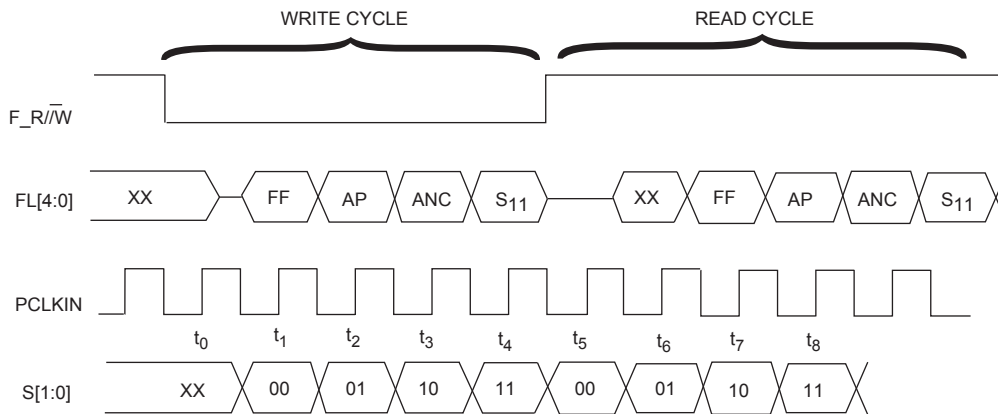 WRITE CYCLE READ CYCLE
F_R//W̅
FL[4:0] XX FF AP ANC S₁₁ XX FF AP ANC S₁₁
PCLKIN
t₀ t₁ t₂ t₃ t₄ t₅ t₆ t₇ t₈
S[1:0] XX 00 01 10 11 00 01 10 11